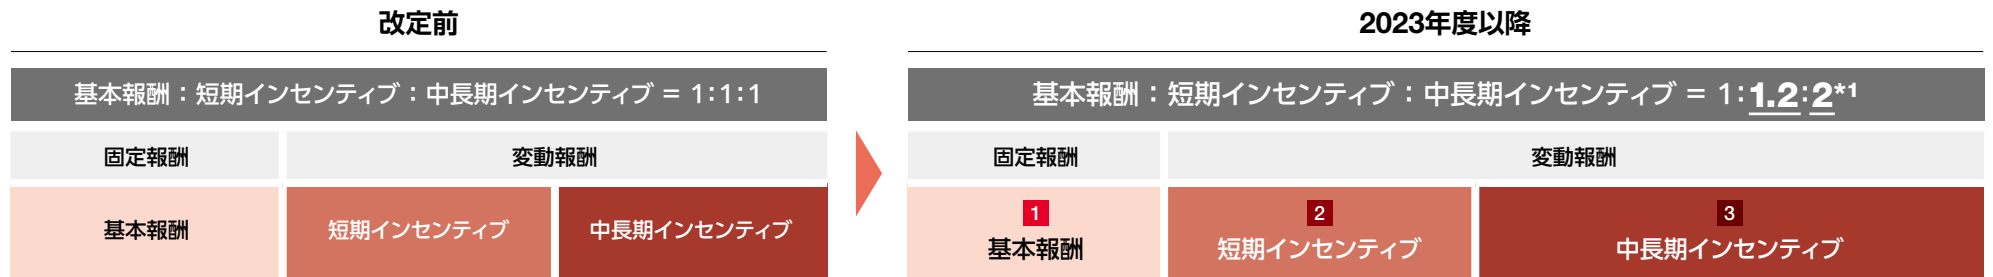 改定前
基本報酬：短期インセンティブ：中長期インセンティブ = 1:1:1
固定報酬
変動報酬
基本報酬
短期インセンティブ
中長期インセンティブ
2023年度以降
基本報酬：短期インセンティブ：中長期インセンティブ = 1:1.2:2*1
固定報酬
変動報酬
1
基本報酬
2
短期インセンティブ
3
中長期インセンティブ